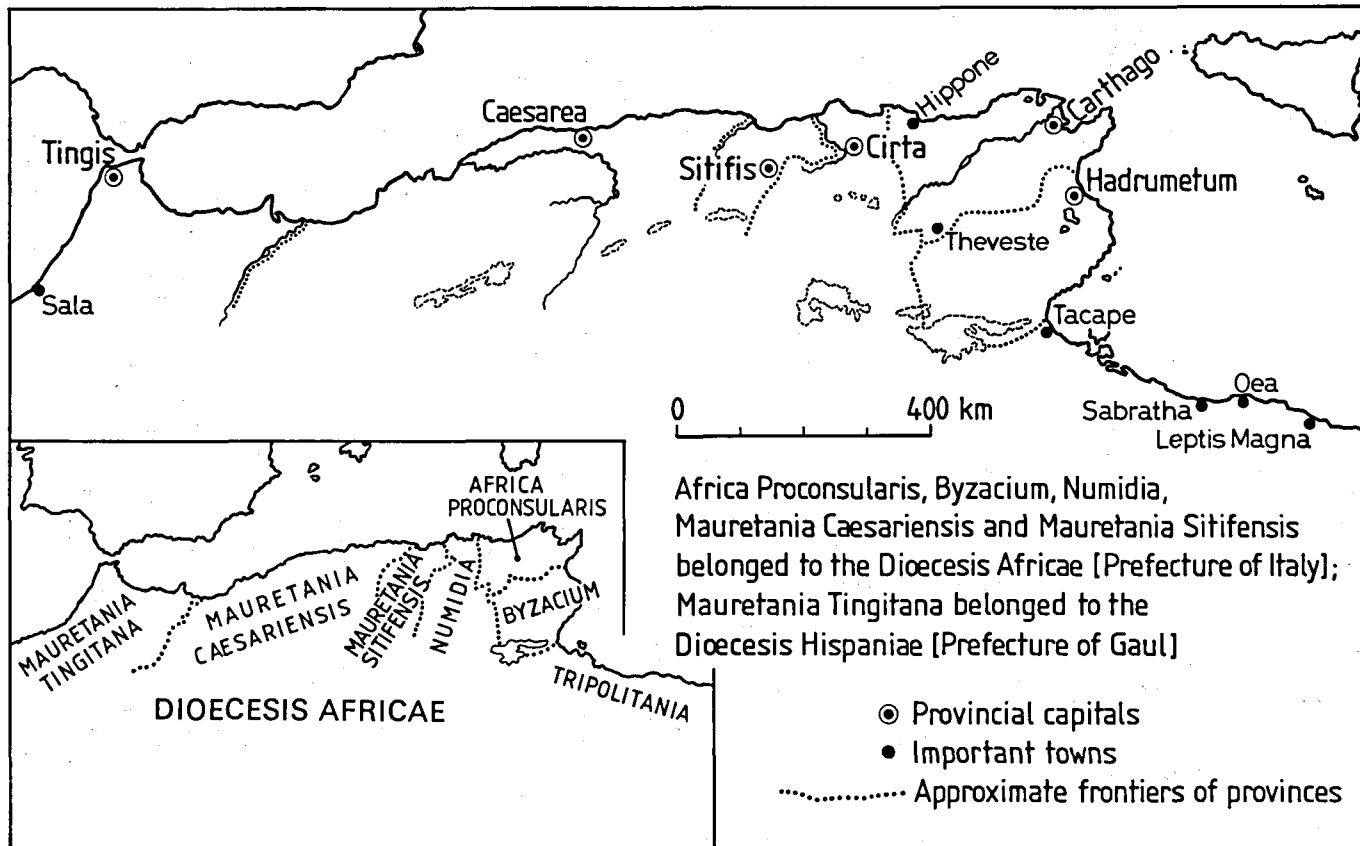 Tingis
Sala
Caesarea
Sitifis
Cirta
Hippone
Carthago
Hadrumetum
Theveste
Tacape
Sabratha
Oea
Leptis Magna
0 400 km
MAURETANIA
TINGITANA
MAURETANIA
CAESARIENSIS
MAURETANIA
SITIFENSIS
NUMIDIA
AFRICA
PROCONSULARIS
BYZACIUM
TRIPOLITANIA
DIOECESIS AFRICAE
Africa Proconsularis, Byzacium, Numidia,
Mauretania Caesariensis and Mauretania Sitifensis
belonged to the Diœcesis Africae [Prefecture of Italy];
Mauretania Tingitana belonged to the
Diœcesis Hispaniae [Prefecture of Gaul]
Provincial capitals
Important towns
Approximate frontiers of provinces